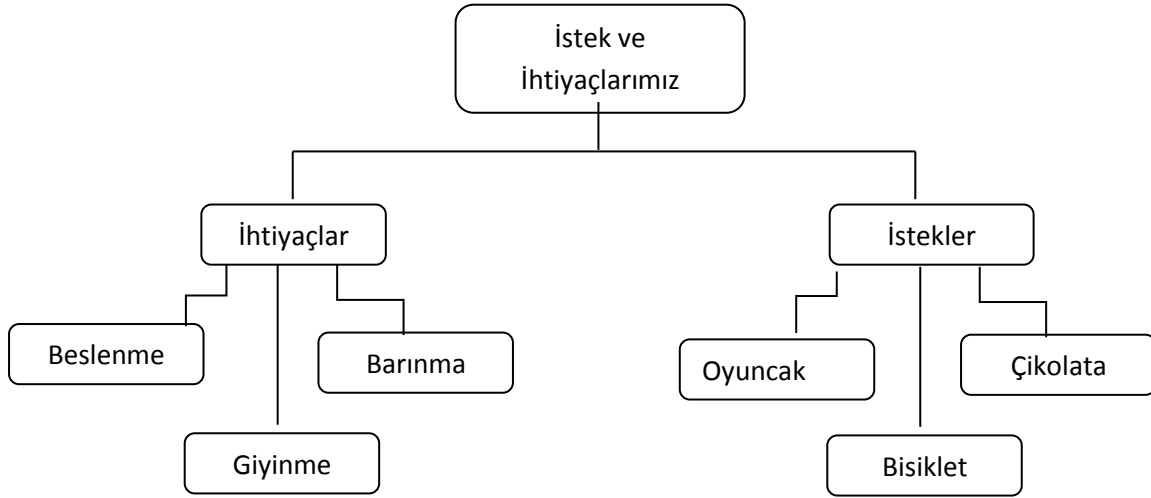 İstek ve
İhtiyaçlarımız
İhtiyaçlar
İstekler
Beslenme
Barınma
Giyinme
Oyuncak
Çikolata
Bisiklet